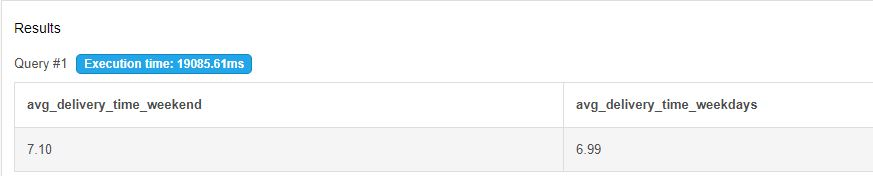 Results
Query #1 Execution time: 19085.61ms
avg_delivery_time_weekend avg_delivery_time_weekdays
7.10 6.99